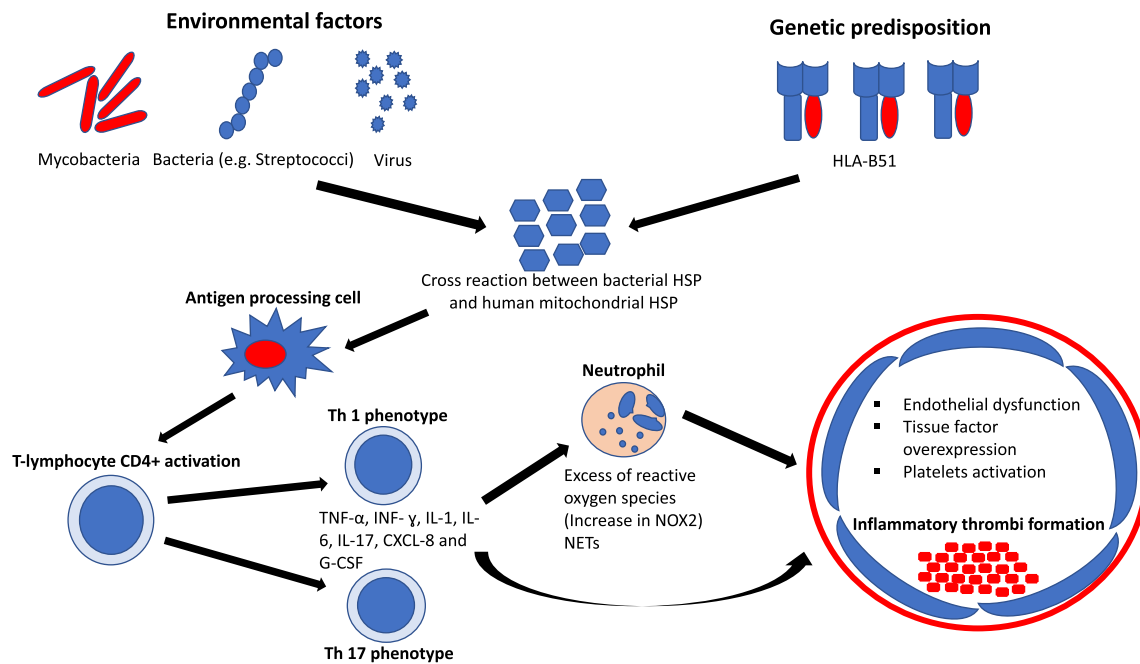 Environmental factors
Genetic predisposition
Mycobacteria
Bacteria (e.g. Streptococci)
Virus
HLA-B51
Cross reaction between bacterial HSP
and human mitochondrial HSP
Antigen processing cell
Neutrophil
Th 1 phenotype
T-lymphocyte CD4+ activation
TNF-α, INF- γ, IL-1, IL-
6, IL-17, CXCL-8 and
G-CSF
Th 17 phenotype
Excess of reactive
oxygen species
(Increase in NOX2)
NETs
▪ Endothelial dysfunction
▪ Tissue factor
overexpression
▪ Platelets activation
Inflammatory thrombi formation